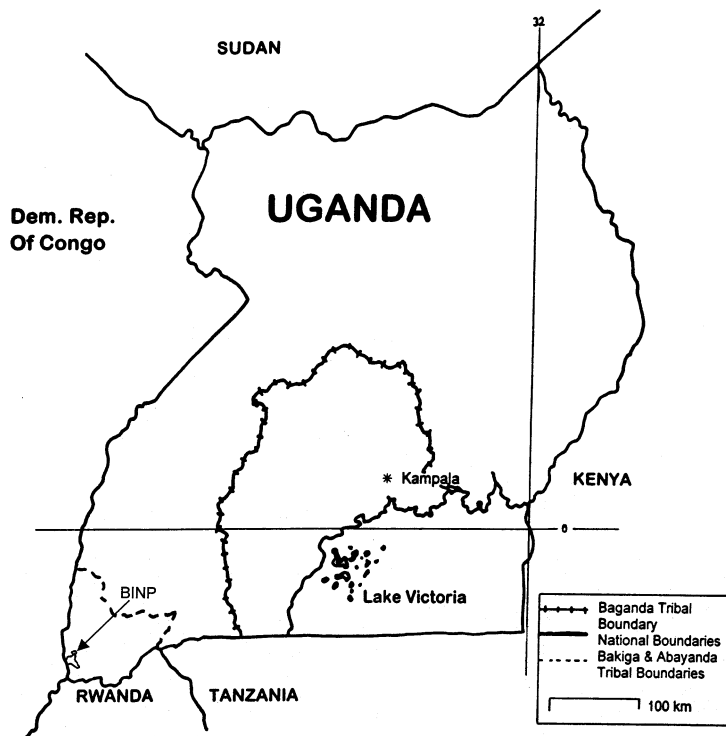 32
SUDAN
UGANDA
Dem. Rep.
Of Congo
* Kampala
KENYA
0
Lake Victoria
BINP
RWANDA
TANZANIA
Baganda Tribal
Boundary
National Boundaries
Bakiga & Abayanda
Tribal Boundaries
100 km